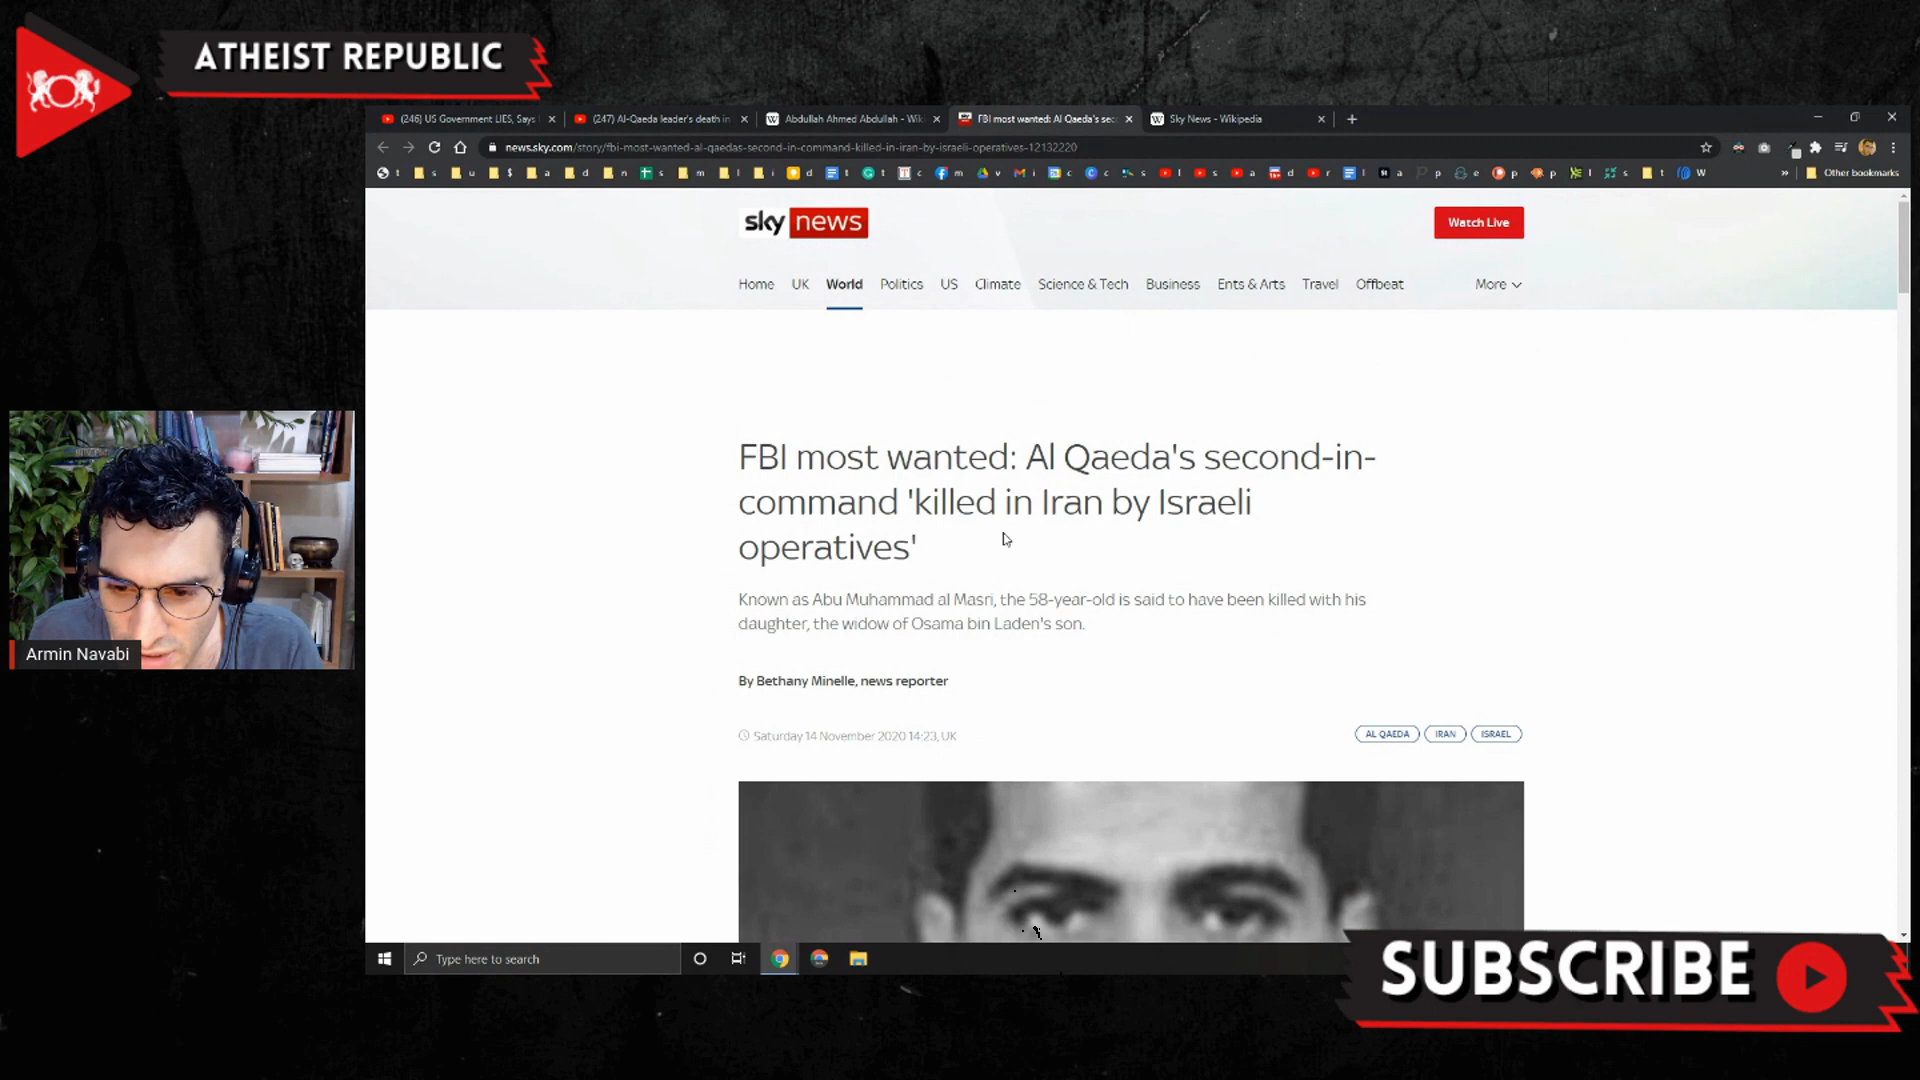 ATHEIST REPUBLIC
(246) US Government LIES, Says
(247) Al-Qaeda leader's death in
Abdullah Ahmed Abdullah - Wik
FBI most wanted: Al Qaeda's sec
Sky News - Wikipedia
news.sky.com/story/fbi-most-wanted-al-qaedas-second-in-command-killed-in-iran-by-israeli-operatives-12132220
Other bookmarks
sky news
Watch Live
Home UK World Politics US Climate Science & Tech Business Ents & Arts Travel Offbeat More
FBI most wanted: Al Qaeda's second-in-
command 'killed in Iran by Israeli
operatives'
Known as Abu Muhammad al Masri, the 58-year-old is said to have been killed with his
daughter, the widow of Osama bin Laden's son.
By Bethany Minelle, news reporter
Saturday 14 November 2020 14:23, UK
AL QAEDA IRAN ISRAEL
Armin Navabi
Type here to search
SUBSCRIBE